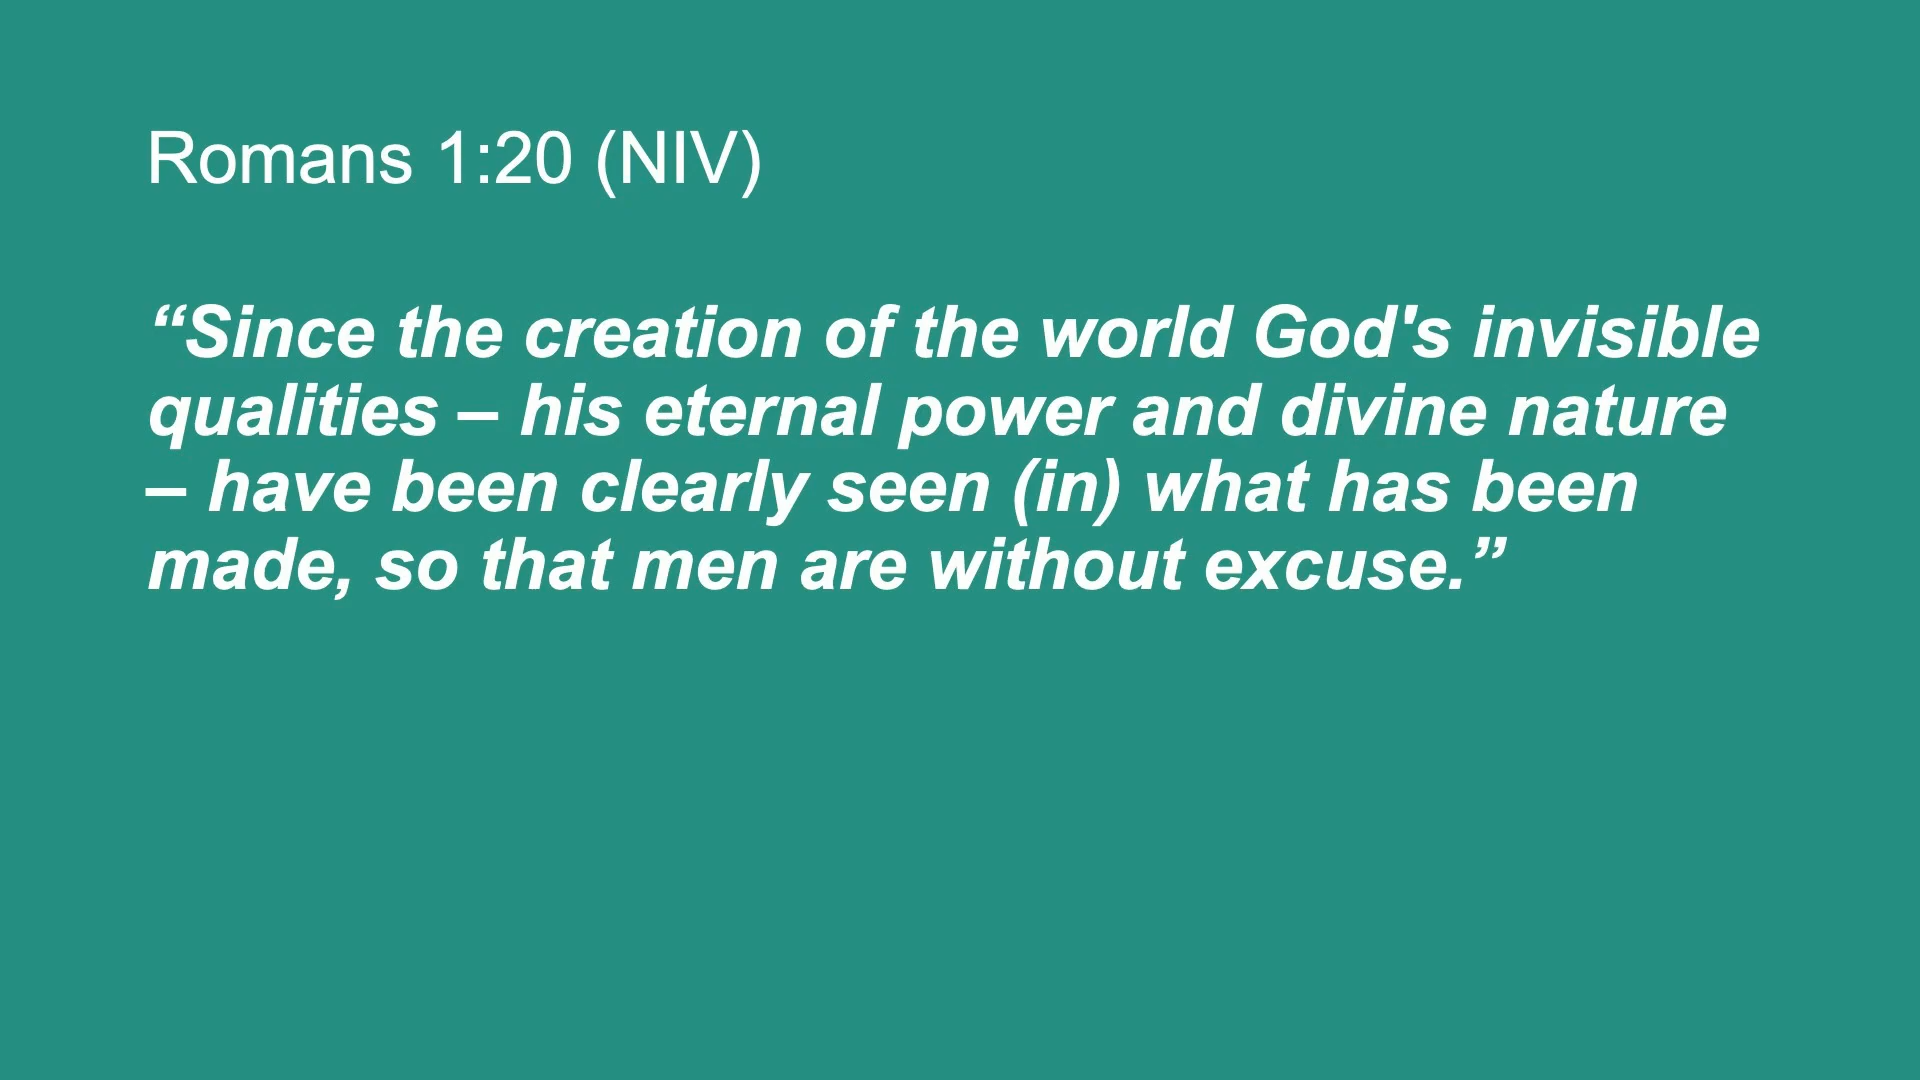 Romans 1:20 (NIV)
“Since the creation of the world God's invisible
qualities – his eternal power and divine nature
– have been clearly seen (in) what has been
made, so that men are without excuse.”